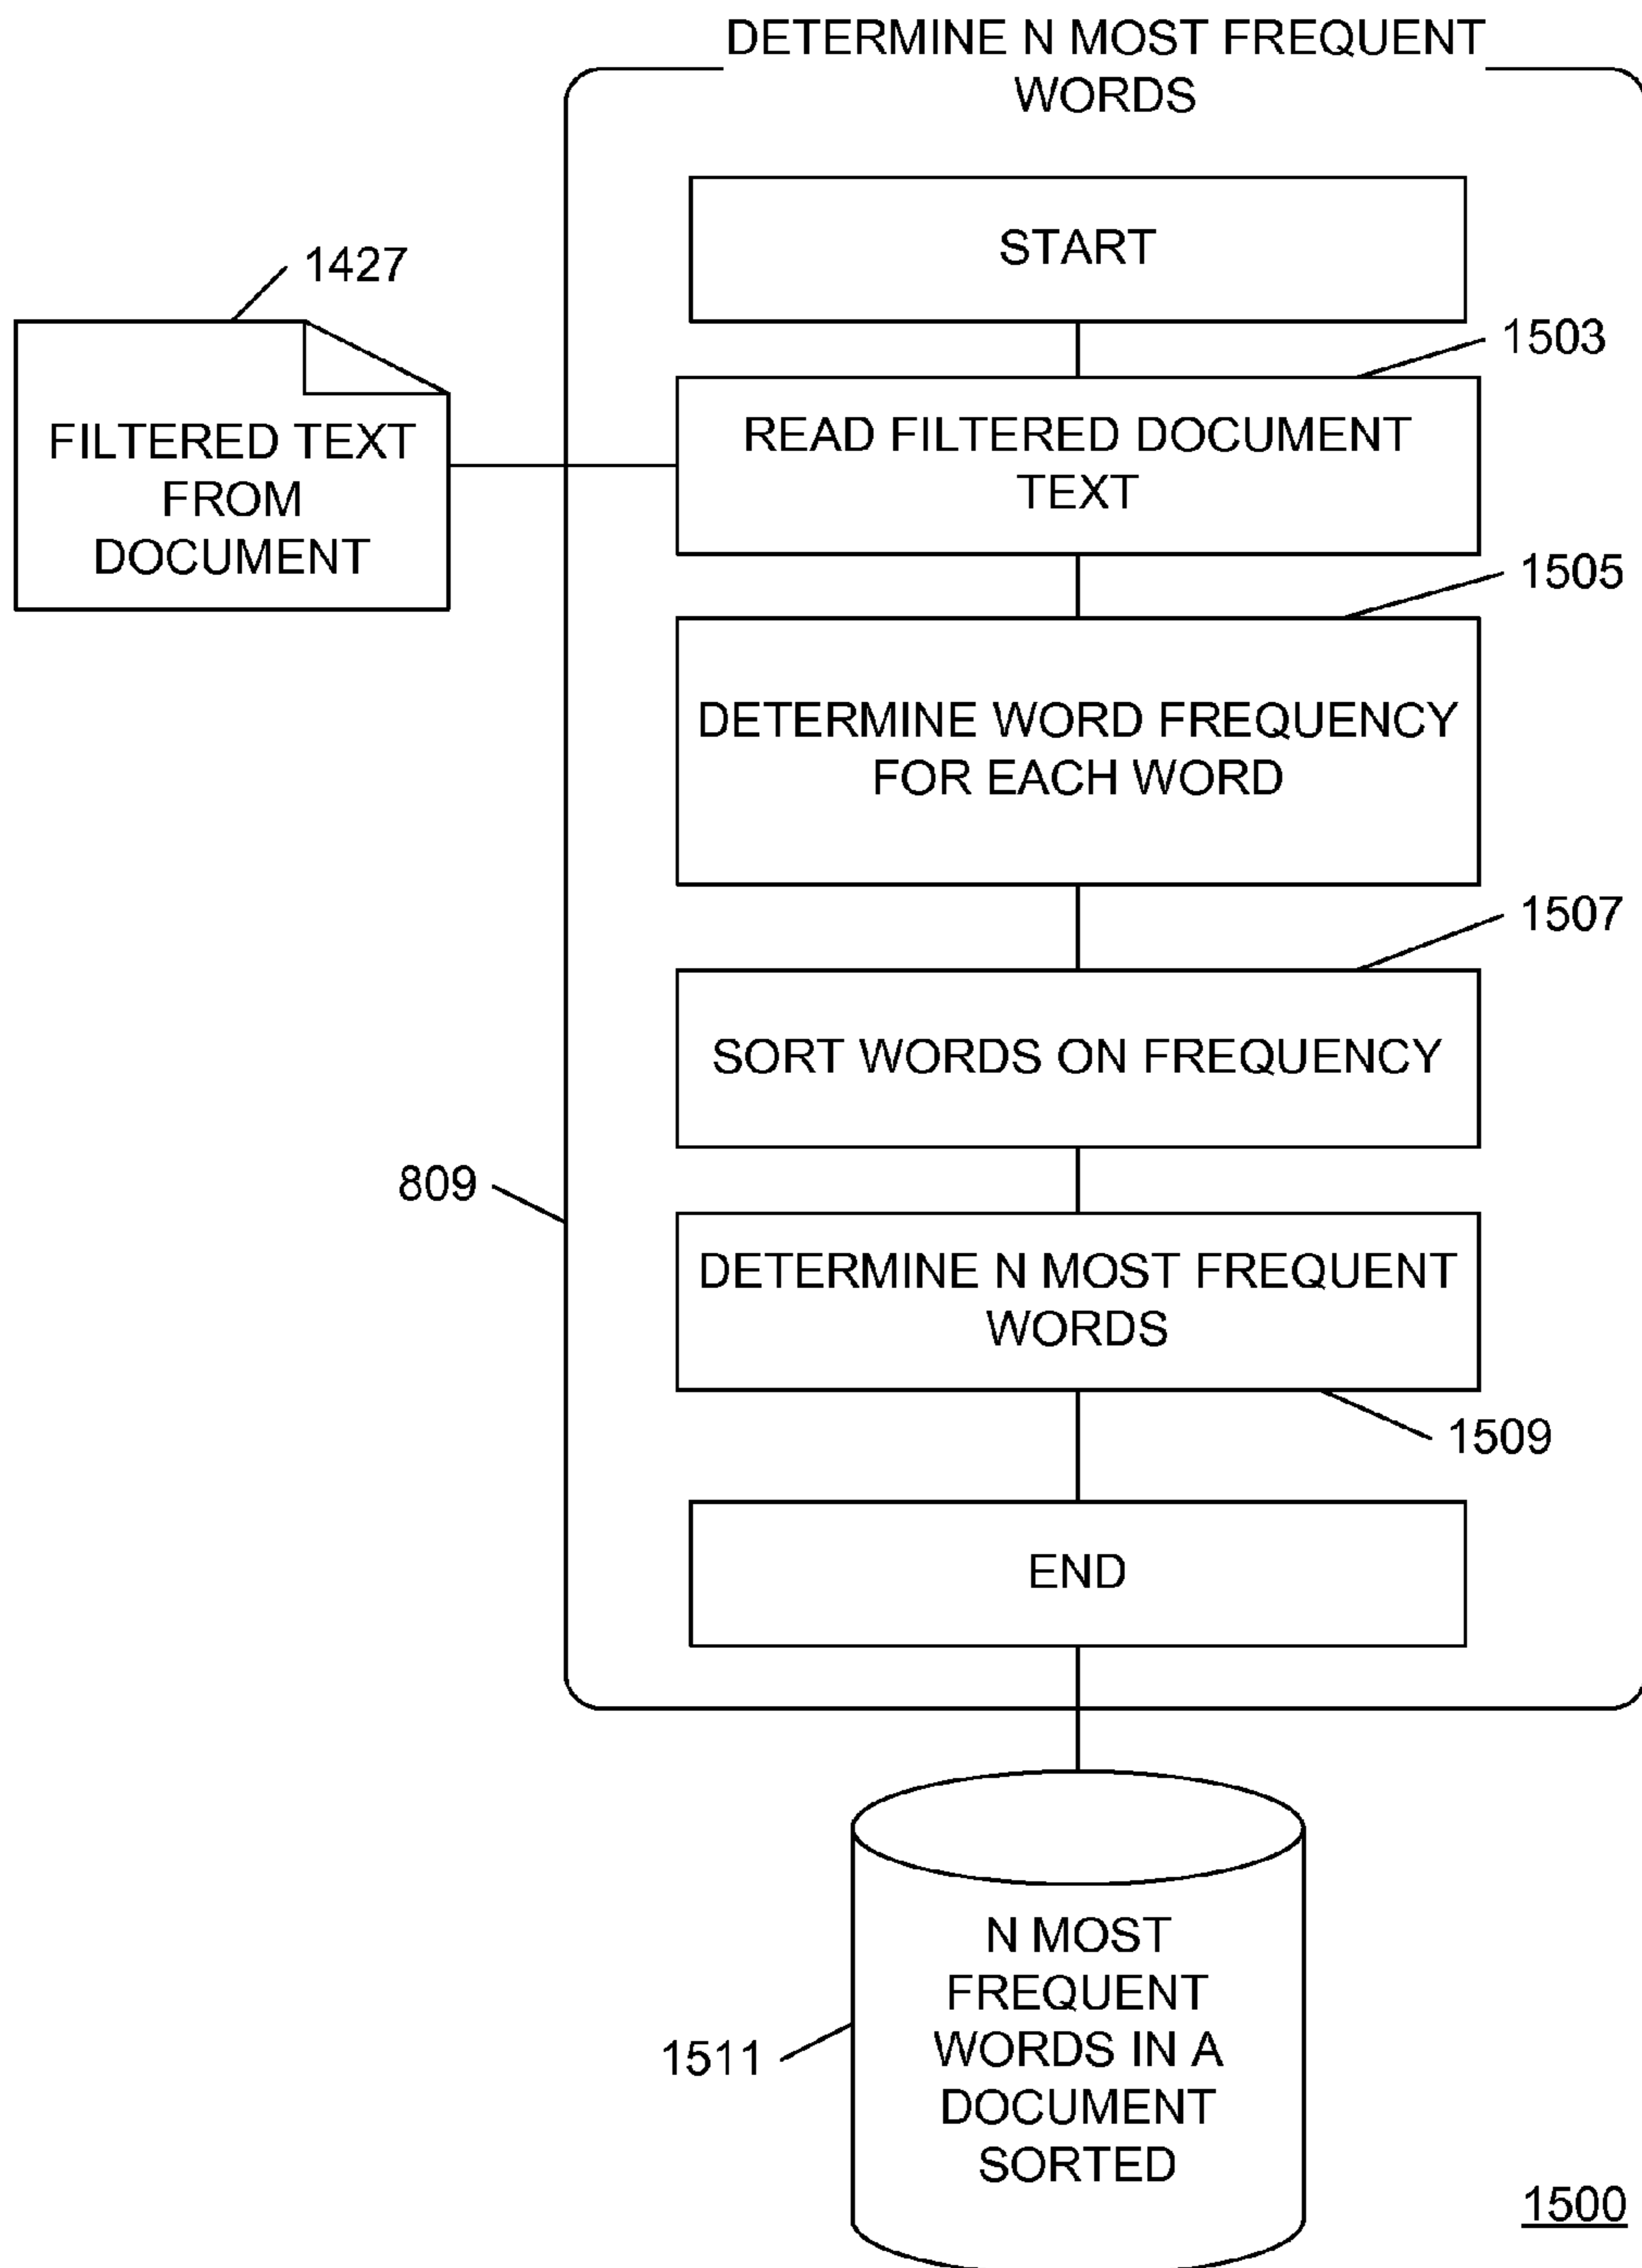 DETERMINE N MOST FREQUENT
WORDS
START
1427
1503
FILTERED TEXT
FROM
DOCUMENT
READ FILTERED DOCUMENT
TEXT
1505
DETERMINE WORD FREQUENCY
FOR EACH WORD
1507
SORT WORDS ON FREQUENCY
809
DETERMINE N MOST FREQUENT
WORDS
1509
END
N MOST
FREQUENT
WORDS IN A
DOCUMENT
SORTED
1511
1500